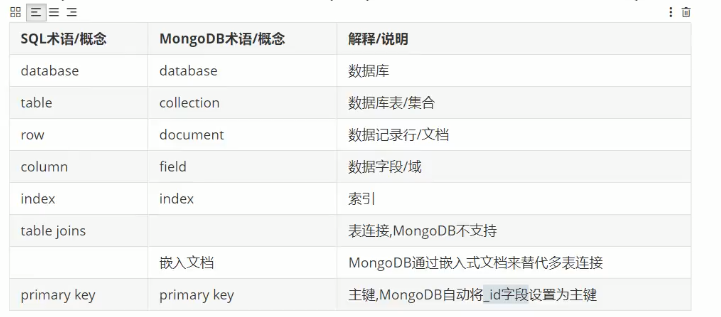 SQL术语/概念 MongoDB术语/概念 解释/说明
database database 数据库
table collection 数据库表/集合
row document 数据记录行/文档
column field 数据字段/域
index index 索引
table joins 表连接,MongoDB不支持
嵌入文档 MongoDB通过嵌入式文档来替代多表连接
primary key primary key 主键,MongoDB自动将_id字段设置为主键